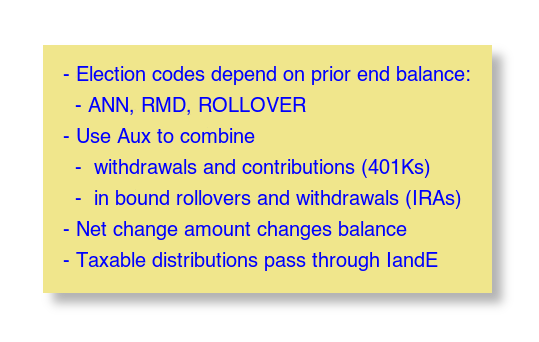 - Election codes depend on prior end balance:
- ANN, RMD, ROLLOVER
- Use Aux to combine
- withdrawals and contributions (401Ks)
- in bound rollovers and withdrawals (IRAs)
- Net change amount changes balance
- Taxable distributions pass through IandE